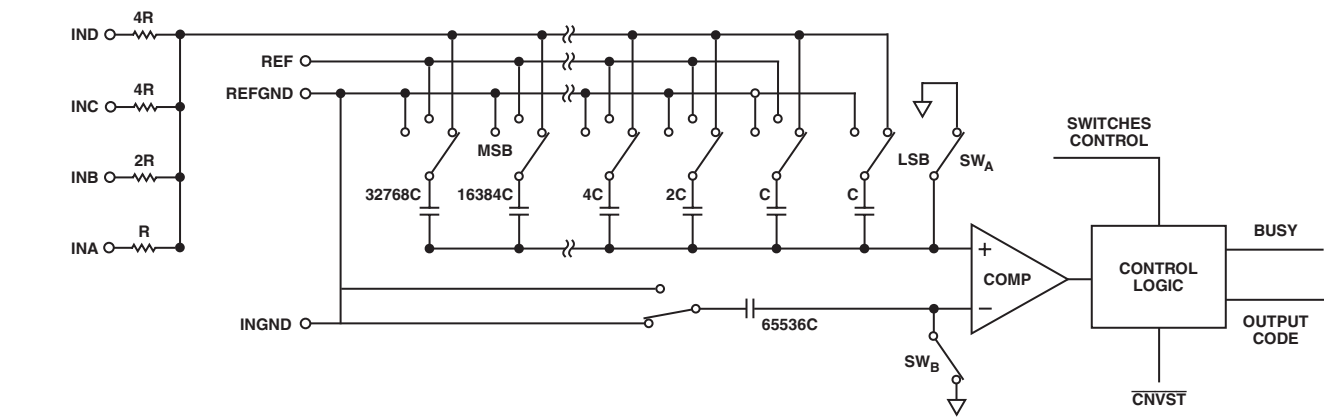 IND
4R
REF
REFGND
INC
4R
SWITCHES
CONTROL
MSB
LSB
SWA
INB
2R
32768C
16384C
4C
2C
C
C
INA
R
BUSY
+
COMP
−
CONTROL
LOGIC
INGND
65536C
OUTPUT
CODE
SWB
CNVST